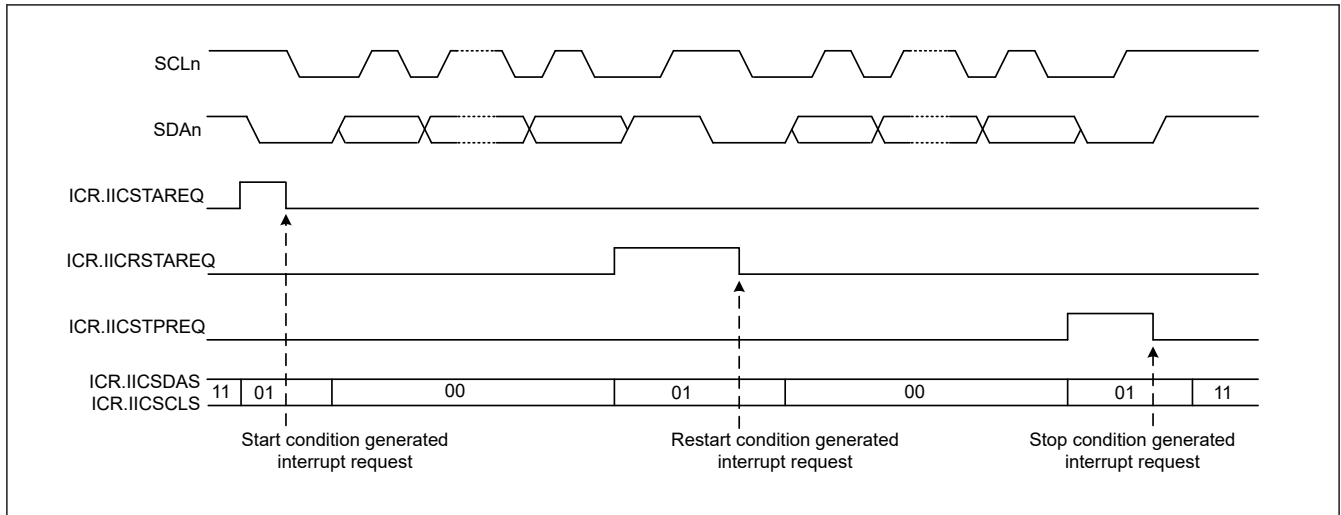 SCLn
SDAn
ICR.IICSTAREQ
ICR.IICRSTAREQ
ICR.IICSTPREQ
ICR.IICSDAS
ICR.IICSCLS
11 01 00 01 00 01 11
Start condition generated
interrupt request
Restart condition generated
interrupt request
Stop condition generated
interrupt request